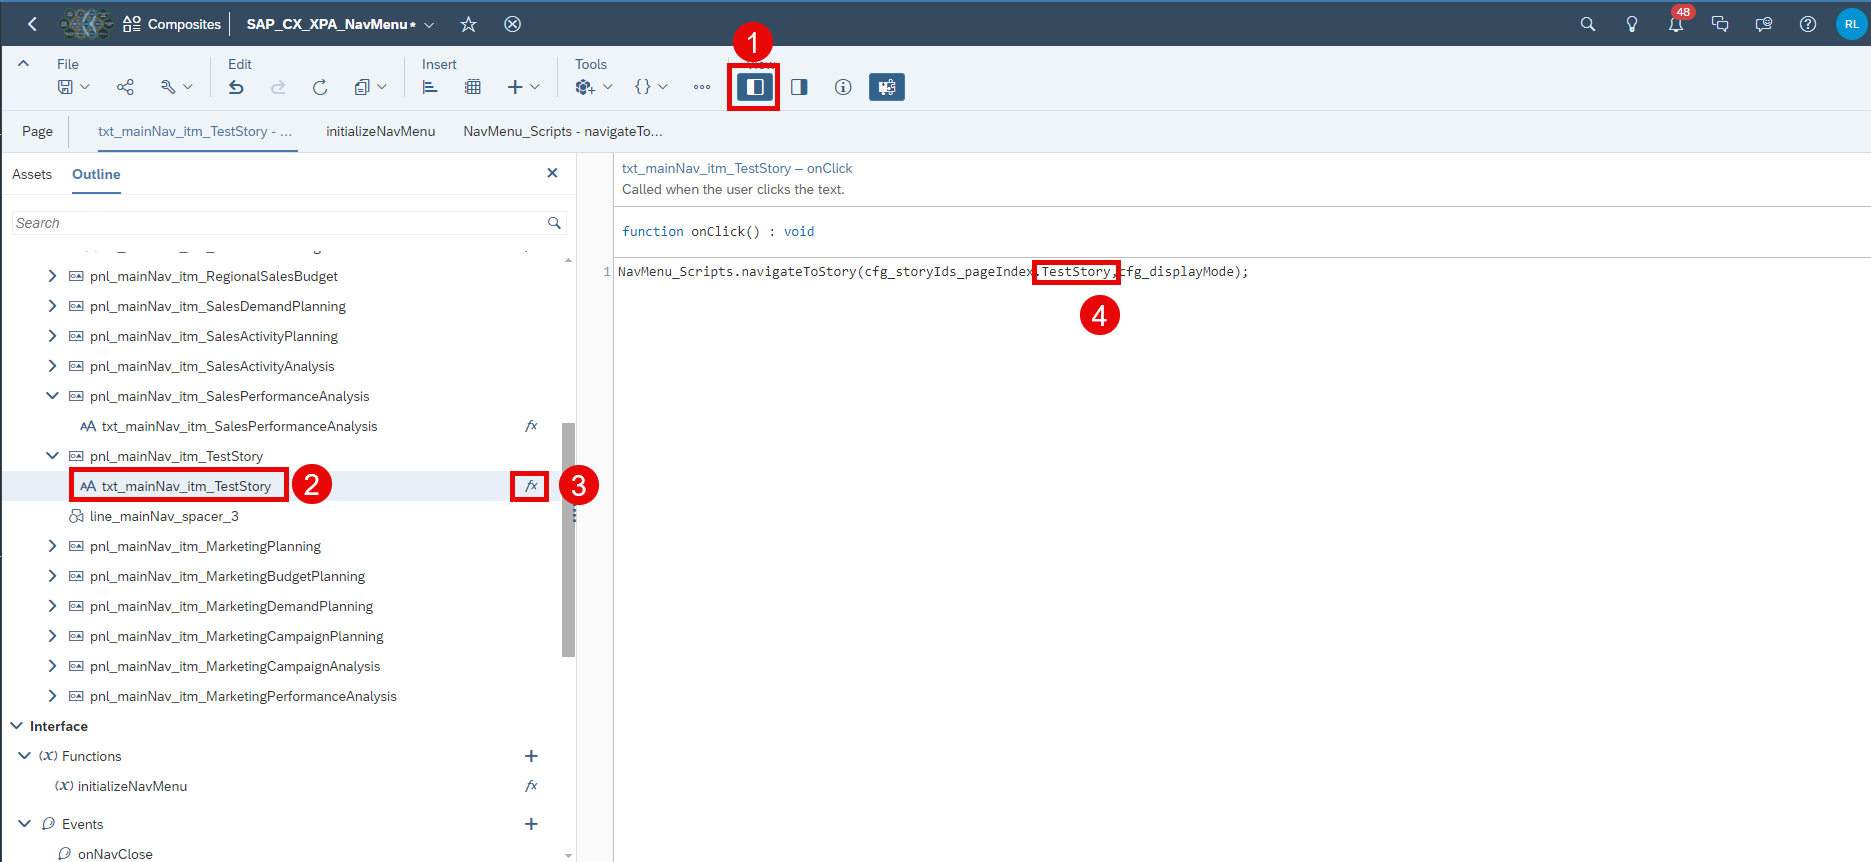 Composites SAP_CX_XPA_NavMenu* 48 RL
1
File Edit Insert Tools
Page txt_mainNav_itm_TestStory - ... initializeNavMenu NavMenu_Scripts - navigateTo...
Assets Outline
Search
pnl_mainNav_itm_RegionalSalesBudget
pnl_mainNav_itm_SalesDemandPlanning
pnl_mainNav_itm_SalesActivityPlanning
pnl_mainNav_itm_SalesActivityAnalysis
pnl_mainNav_itm_SalesPerformanceAnalysis
txt_mainNav_itm_SalesPerformanceAnalysis fx
pnl_mainNav_itm_TestStory
txt_mainNav_itm_TestStory 2 fx 3
line_mainNav_spacer_3
pnl_mainNav_itm_MarketingPlanning
pnl_mainNav_itm_MarketingBudgetPlanning
pnl_mainNav_itm_MarketingDemandPlanning
pnl_mainNav_itm_MarketingCampaignPlanning
pnl_mainNav_itm_MarketingCampaignAnalysis
pnl_mainNav_itm_MarketingPerformanceAnalysis
Interface
(x) Functions
(x) initializeNavMenu fx
Events
onNavClose
txt_mainNav_itm_TestStory – onClick
Called when the user clicks the text.
function onClick() : void
1 NavMenu_Scripts.navigateToStory(cfg_storyIds_pageIndex.TestStory,cfg_displayMode);
4